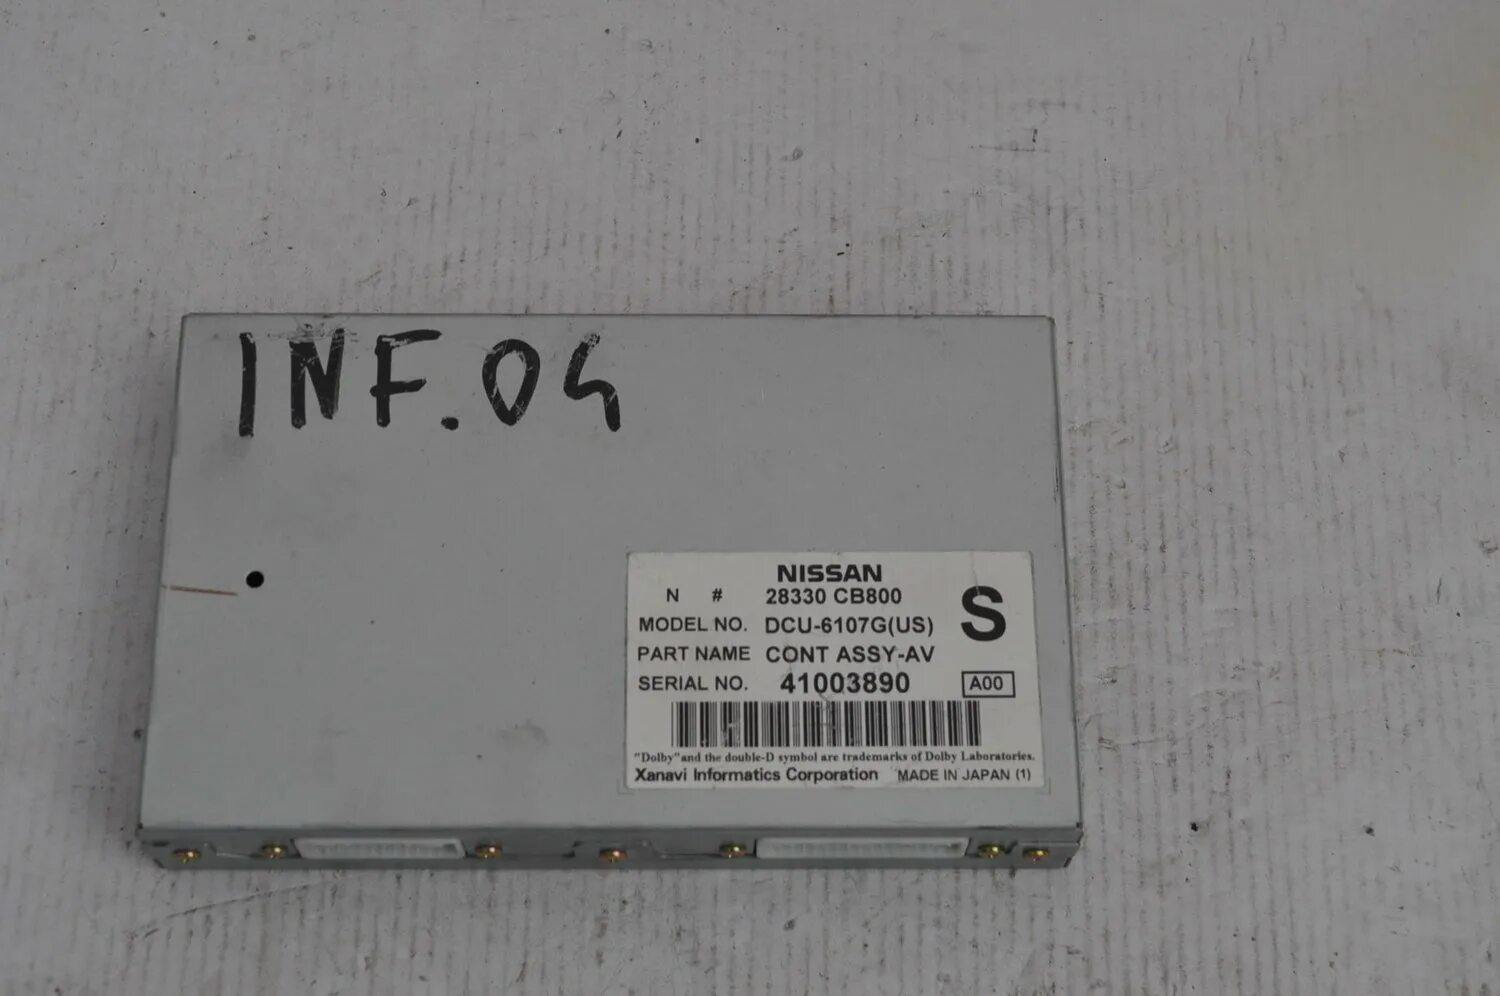 INF.04
NISSAN
N # 28330 CB800
S
MODEL NO. DCU-6107G(US)
PART NAME CONT ASSY-AV
SERIAL NO. 41003890 A00
"Dolby"and the double-D symbol are trademarks of Dolby Laboratories.
Xanavi Informatics Corporation MADE IN JAPAN (1)